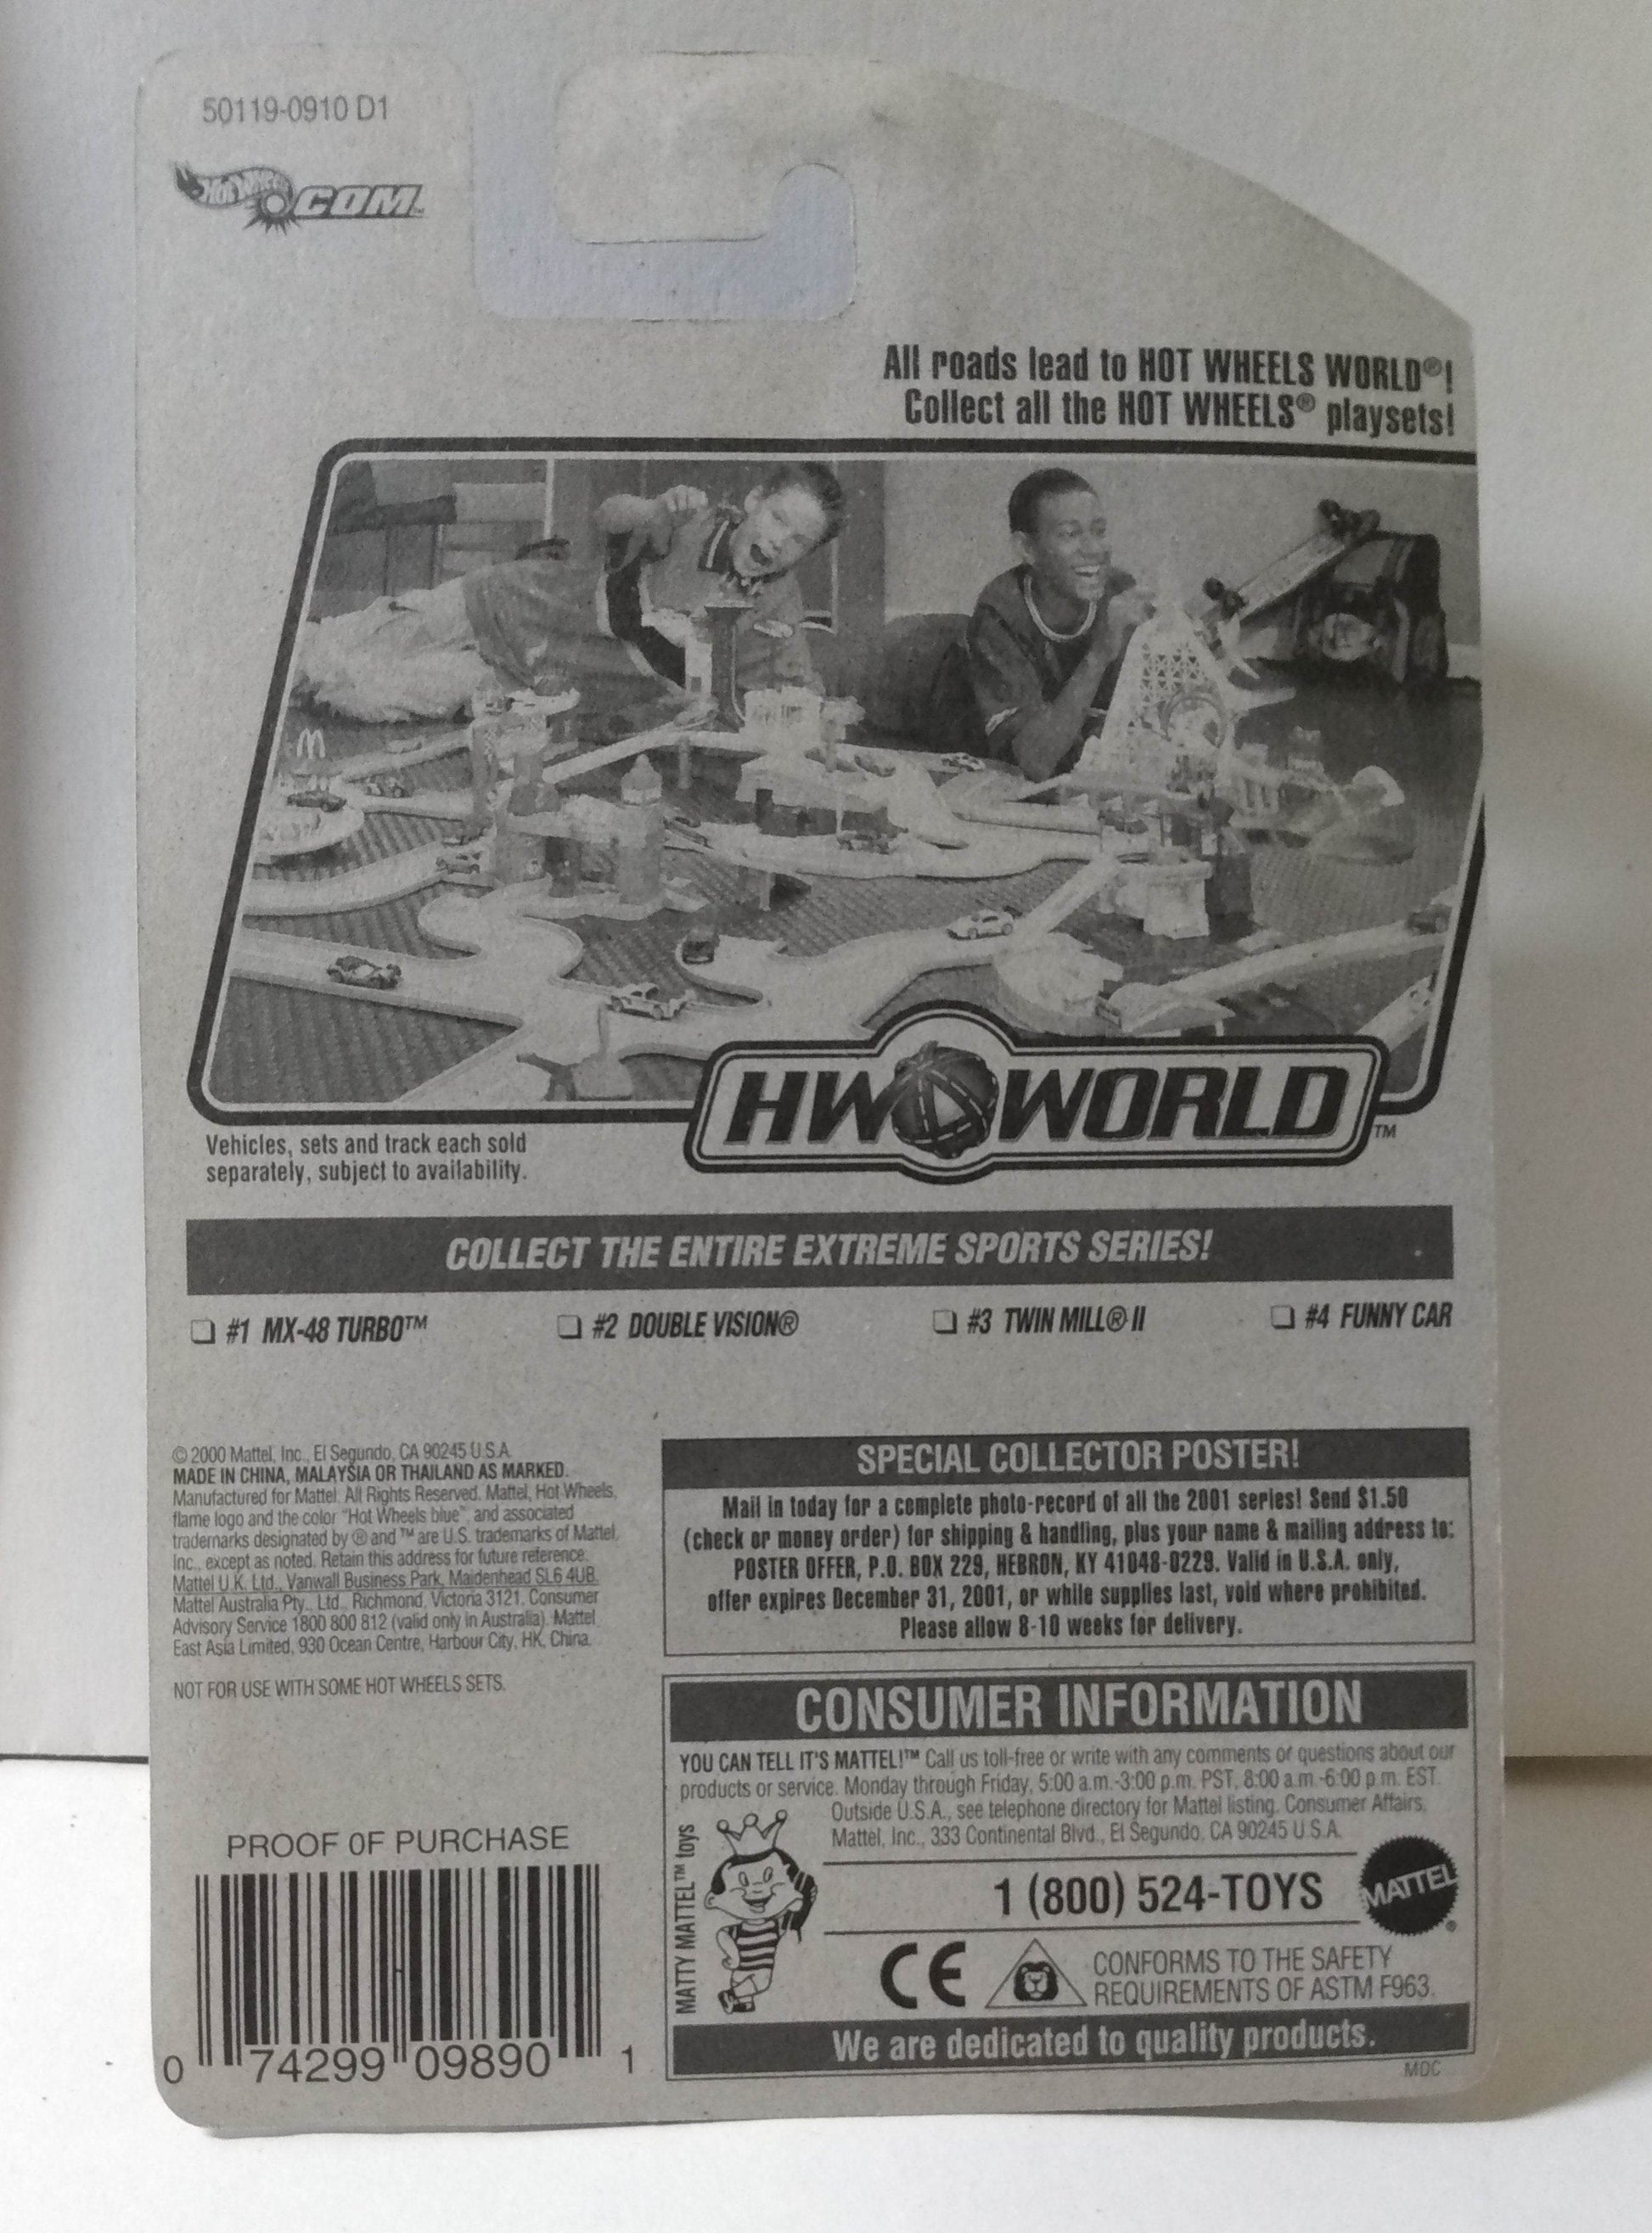 50119-0910 D1
HOT WHEELS .COM™
All roads lead to HOT WHEELS WORLD®!
Collect all the HOT WHEELS® playsets!
HW WORLD™
Vehicles, sets and track each sold
separately, subject to availability.
COLLECT THE ENTIRE EXTREME SPORTS SERIES!
#1 MX-48 TURBO™ #2 DOUBLE VISION® #3 TWIN MILL® II #4 FUNNY CAR
© 2000 Mattel, Inc., El Segundo, CA 90245 U.S.A.
MADE IN CHINA, MALAYSIA OR THAILAND AS MARKED.
Manufactured for Mattel. All Rights Reserved. Mattel, Hot Wheels,
flame logo and the color "Hot Wheels blue", and associated
trademarks designated by ® and ™ are U.S. trademarks of Mattel,
Inc., except as noted. Retain this address for future reference:
Mattel U.K. Ltd., Vanwall Business Park, Maidenhead SL6 4UB.
Mattel Australia Pty., Ltd., Richmond, Victoria 3121. Consumer
Advisory Service 1800 800 812 (valid only in Australia). Mattel
East Asia Limited, 930 Ocean Centre, Harbour City, HK, China.
NOT FOR USE WITH SOME HOT WHEELS SETS.
SPECIAL COLLECTOR POSTER!
Mail in today for a complete photo-record of all the 2001 series! Send $1.50
(check or money order) for shipping & handling, plus your name & mailing address to:
POSTER OFFER, P.O. BOX 229, HEBRON, KY 41048-0229. Valid in U.S.A. only,
offer expires December 31, 2001, or while supplies last, void where prohibited.
Please allow 8-10 weeks for delivery.
CONSUMER INFORMATION
YOU CAN TELL IT'S MATTEL!™ Call us toll-free or write with any comments or questions about our
products or service. Monday through Friday, 5:00 a.m.-3:00 p.m. PST, 8:00 a.m.-6:00 p.m. EST.
Outside U.S.A., see telephone directory for Mattel listing. Consumer Affairs,
Mattel, Inc., 333 Continental Blvd., El Segundo, CA 90245 U.S.A.
MATTY MATTEL™ toys
1 (800) 524-TOYS
MATTEL®
CE
CONFORMS TO THE SAFETY
REQUIREMENTS OF ASTM F963.
We are dedicated to quality products.
MDC
PROOF OF PURCHASE
0 74299 09890 1